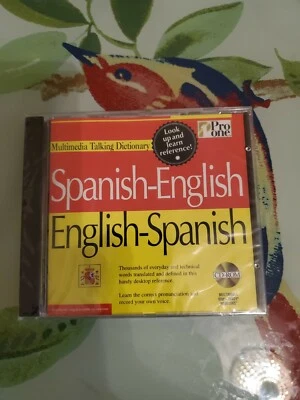 Multimedia Talking Dictionary
Look
up and
learn
reference!
Pro
one
Spanish-English
English-Spanish
Thousands of everyday and technical
words translated and defined in this
handy desktop reference.
Learn the correct pronunciation and
record your own voice.
CD-ROM